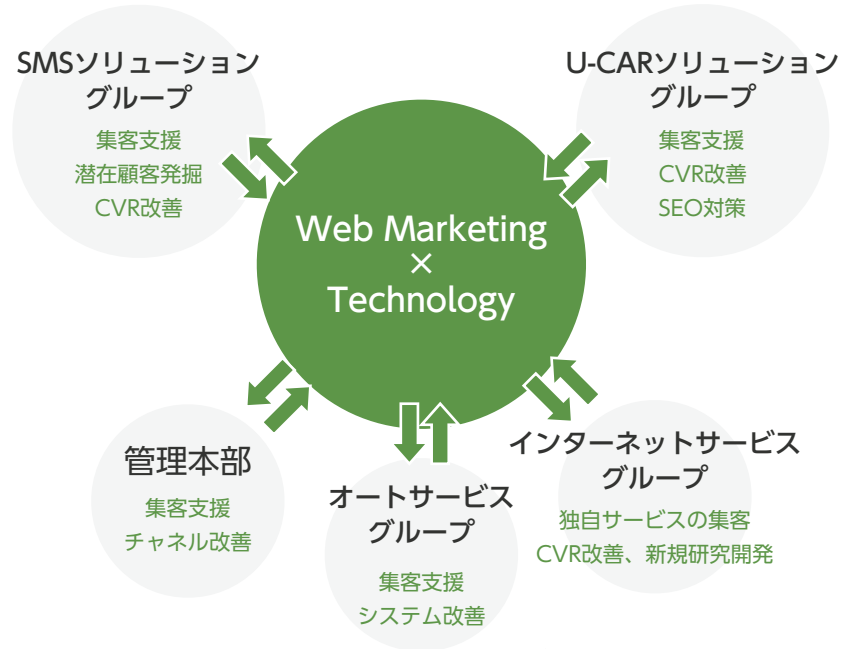 SMSソリューション
グループ
集客支援
潜在顧客発掘
CVR改善
U-CARソリューション
グループ
集客支援
CVR改善
SEO対策
Web Marketing
×
Technology
管理本部
集客支援
チャネル改善
オートサービス
グループ
集客支援
システム改善
インターネットサービス
グループ
独自サービスの集客
CVR改善、新規研究開発